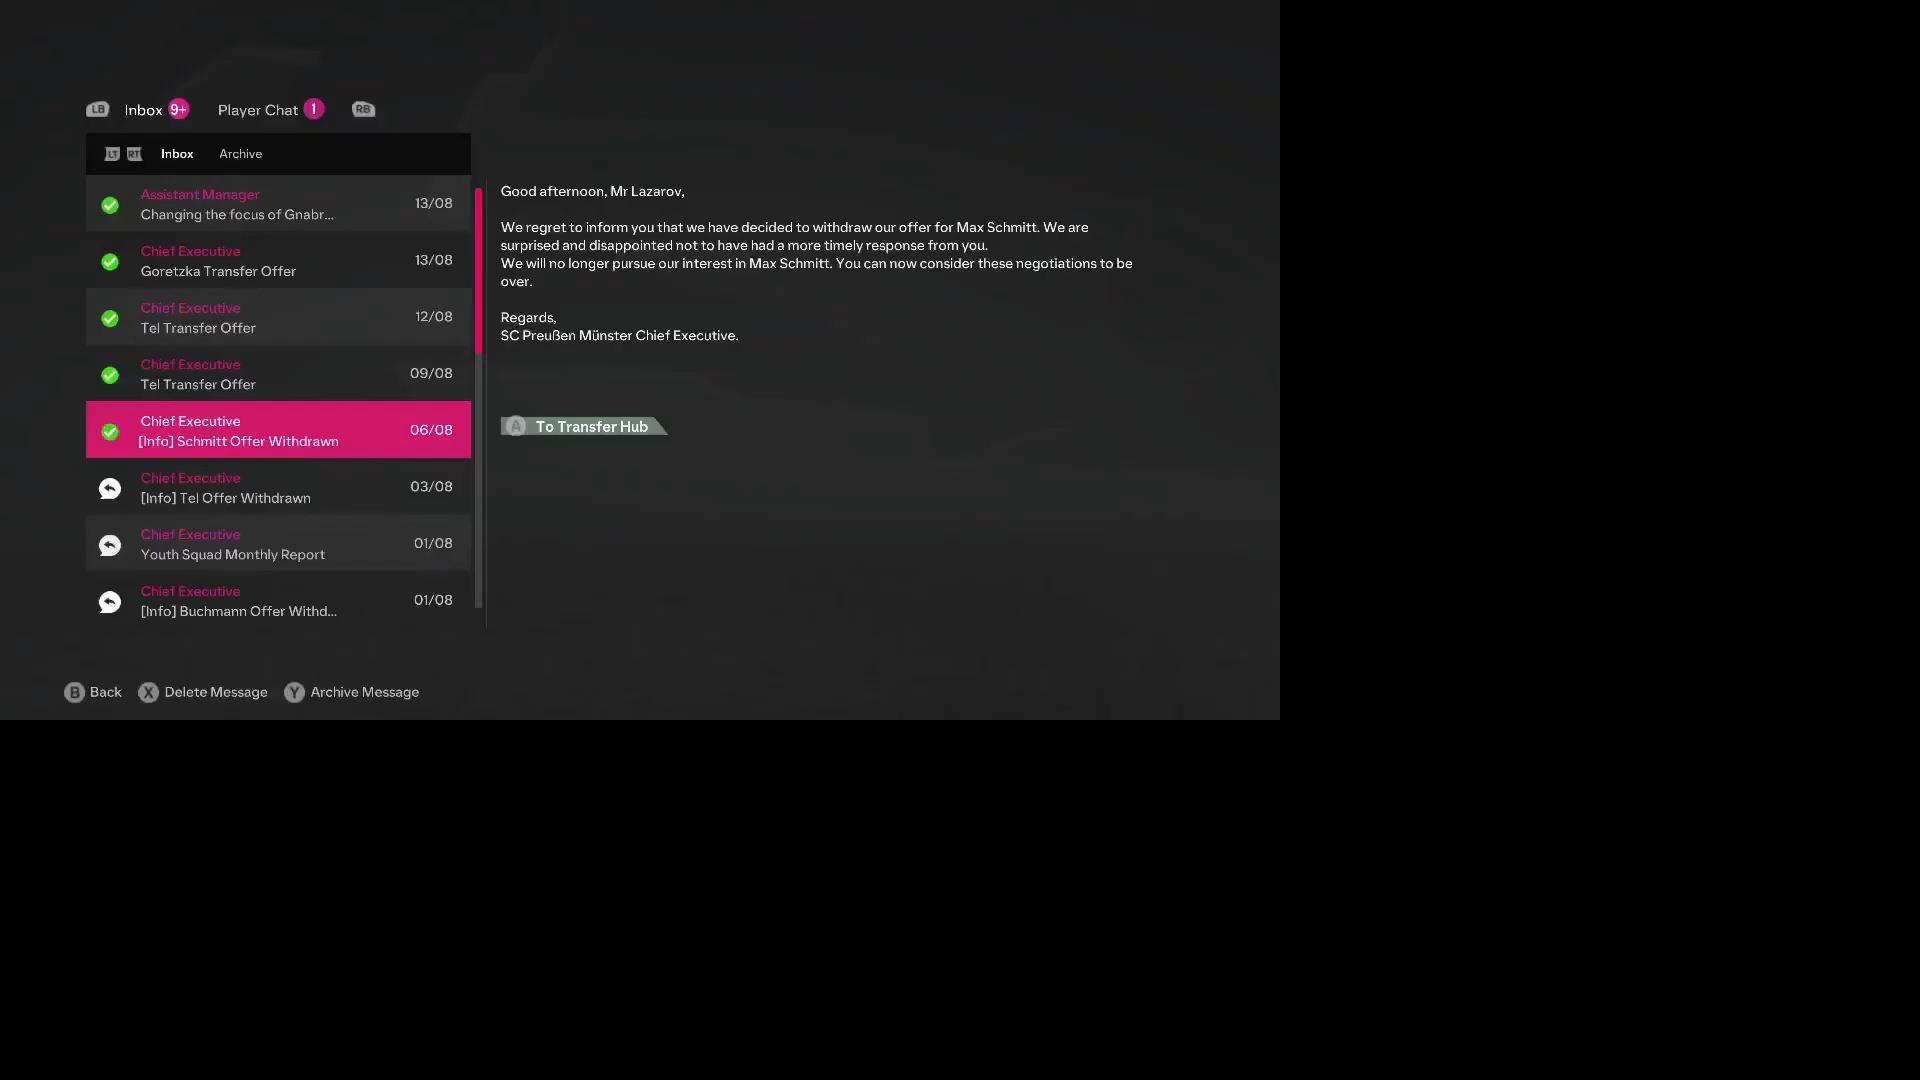 LB Inbox 9+ Player Chat 1 RB
LT RT Inbox Archive
Assistant Manager
Changing the focus of Gnabr...
13/08
Chief Executive
Goretzka Transfer Offer
13/08
Chief Executive
Tel Transfer Offer
12/08
Chief Executive
Tel Transfer Offer
09/08
Chief Executive
[Info] Schmitt Offer Withdrawn
06/08
Chief Executive
[Info] Tel Offer Withdrawn
03/08
Chief Executive
Youth Squad Monthly Report
01/08
Chief Executive
[Info] Buchmann Offer Withd...
01/08
Good afternoon, Mr Lazarov,
We regret to inform you that we have decided to withdraw our offer for Max Schmitt. We are
surprised and disappointed not to have had a more timely response from you.
We will no longer pursue our interest in Max Schmitt. You can now consider these negotiations to be
over.
Regards,
SC Preußen Münster Chief Executive.
A To Transfer Hub
B Back X Delete Message Y Archive Message